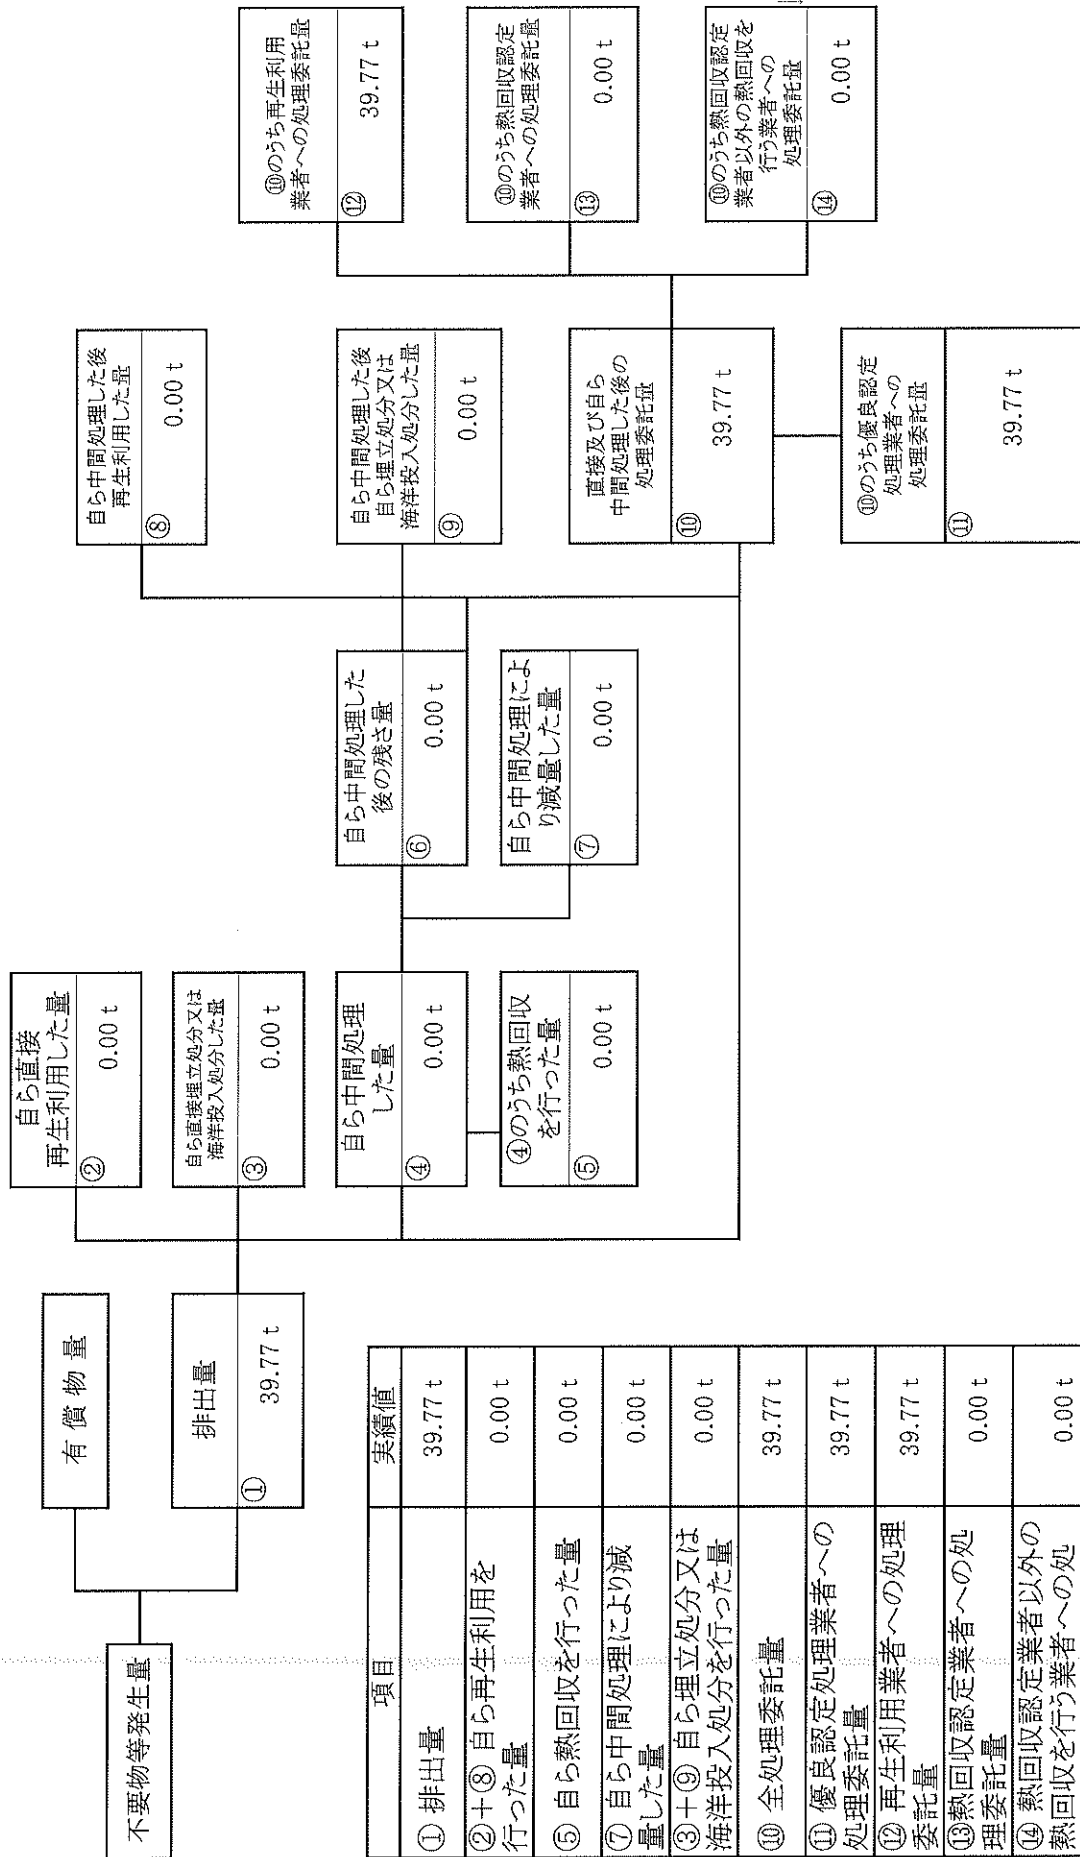 不要物等発生量
有償物量
排出量
①
39.77 t
自ら直接
再生利用した量
②
0.00 t
自ら直接埋立処分又は
海洋投入処分した量
③
0.00 t
自ら中間処理
した量
④
0.00 t
④のうち熱回収
を行った量
⑤
0.00 t
自ら中間処理した
後の残さ量
⑥
0.00 t
自ら中間処理によ
り減量した量
⑦
0.00 t
自ら中間処理した後
再生利用した量
⑧
0.00 t
自ら中間処理した後
自ら埋立処分又は
海洋投入処分した量
⑨
0.00 t
直接及び自ら
中間処理した後の
処理委託量
⑩
39.77 t
⑩のうち優良認定
処理業者への
処理委託量
⑪
39.77 t
⑩のうち再生利用
業者への処理委託量
⑫
39.77 t
⑩のうち熱回収認定
業者への処理委託量
⑬
0.00 t
⑩のうち熱回収認定
業者以外の熱回収を
行う業者への
処理委託量
⑭
0.00 t
項目
実績値
① 排出量
39.77 t
②+⑧ 自ら再生利用を
行った量
0.00 t
⑤ 自ら熱回収を行った量
0.00 t
⑦ 自ら中間処理により減
量した量
0.00 t
③+⑨ 自ら埋立処分又は
海洋投入処分を行った量
0.00 t
⑩ 全処理委託量
39.77 t
⑪ 優良認定処理業者への
処理委託量
39.77 t
⑫ 再生利用業者への処理
委託量
39.77 t
⑬熱回収認定業者への処
理委託量
0.00 t
⑭ 熱回収認定業者以外の
熱回収を行う業者への処
0.00 t